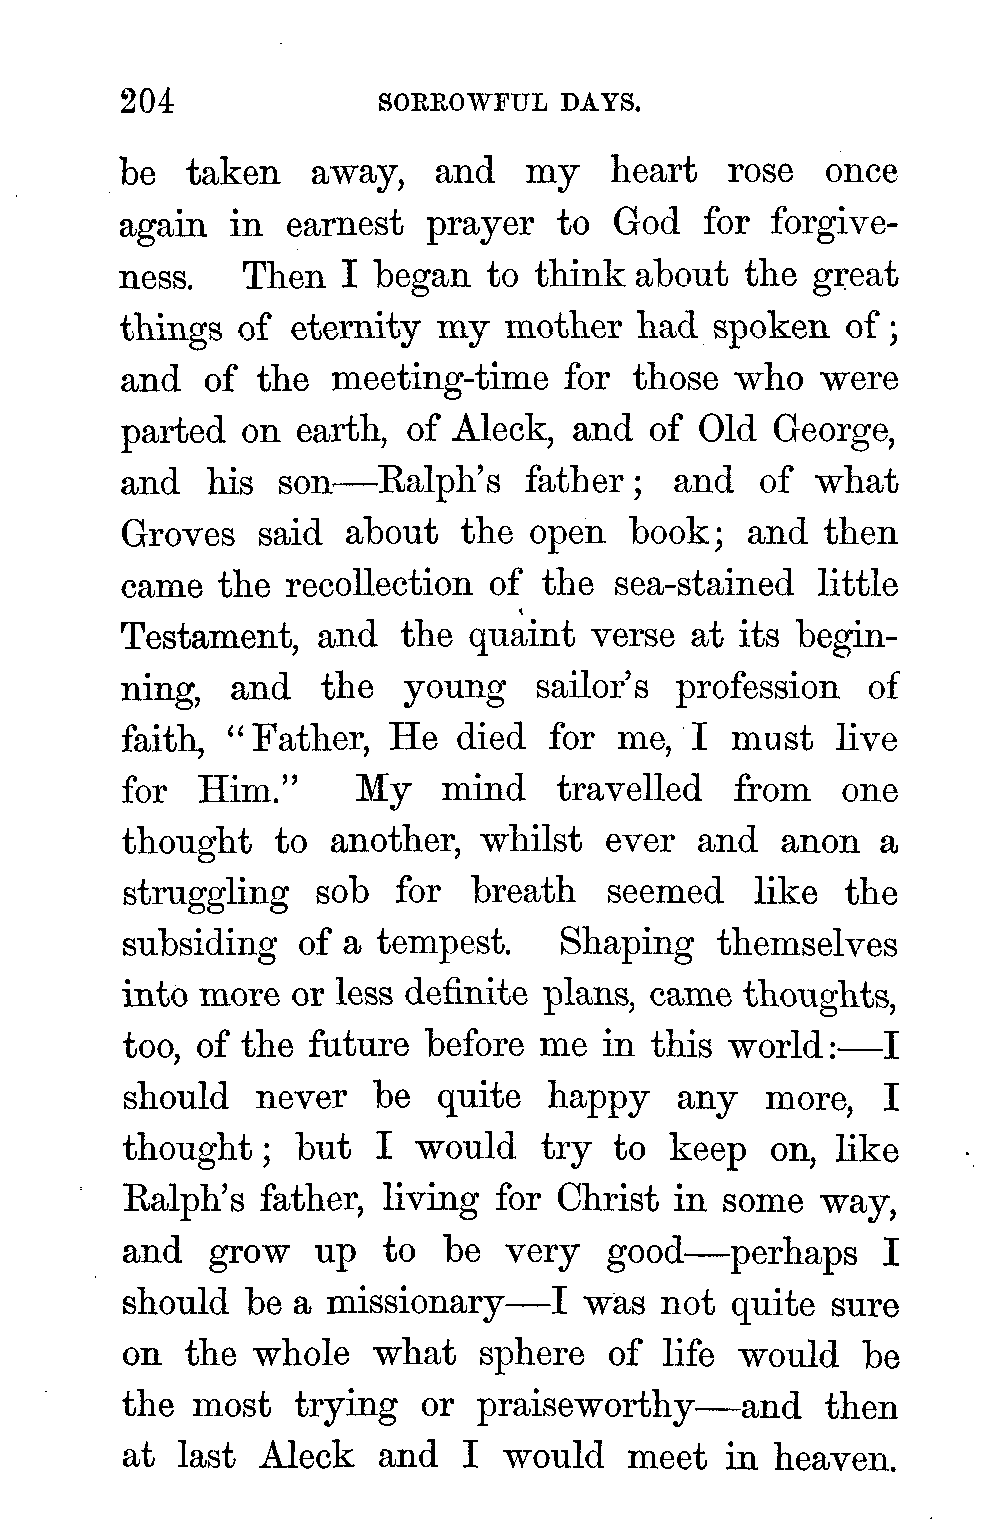 204 SORROWFUL DAYS.
be taken away, and my heart rose once
again in earnest prayer to God for forgive-
ness. Then I began to think about the great
things of eternity my mother had spoken of;
and of the meeting-time for those who were
parted on earth, of Aleck, and of Old George,
and his son—Ralph's father; and of what
Groves said about the open book; and then
came the recollection of the sea-stained little
Testament, and the quaint verse at its begin-
ning, and the young sailor's profession of
faith, "Father, He died for me, I must live
for Him." My mind travelled from one
thought to another, whilst ever and anon a
struggling sob for breath seemed like the
subsiding of a tempest. Shaping themselves
into more or less definite plans, came thoughts,
too, of the future before me in this world:—I
should never be quite happy any more, I
thought; but I would try to keep on, like
Ralph's father, living for Christ in some way,
and grow up to be very good—perhaps I
should be a missionary—I was not quite sure
on the whole what sphere of life would be
the most trying or praiseworthy—and then
at last Aleck and I would meet in heaven.